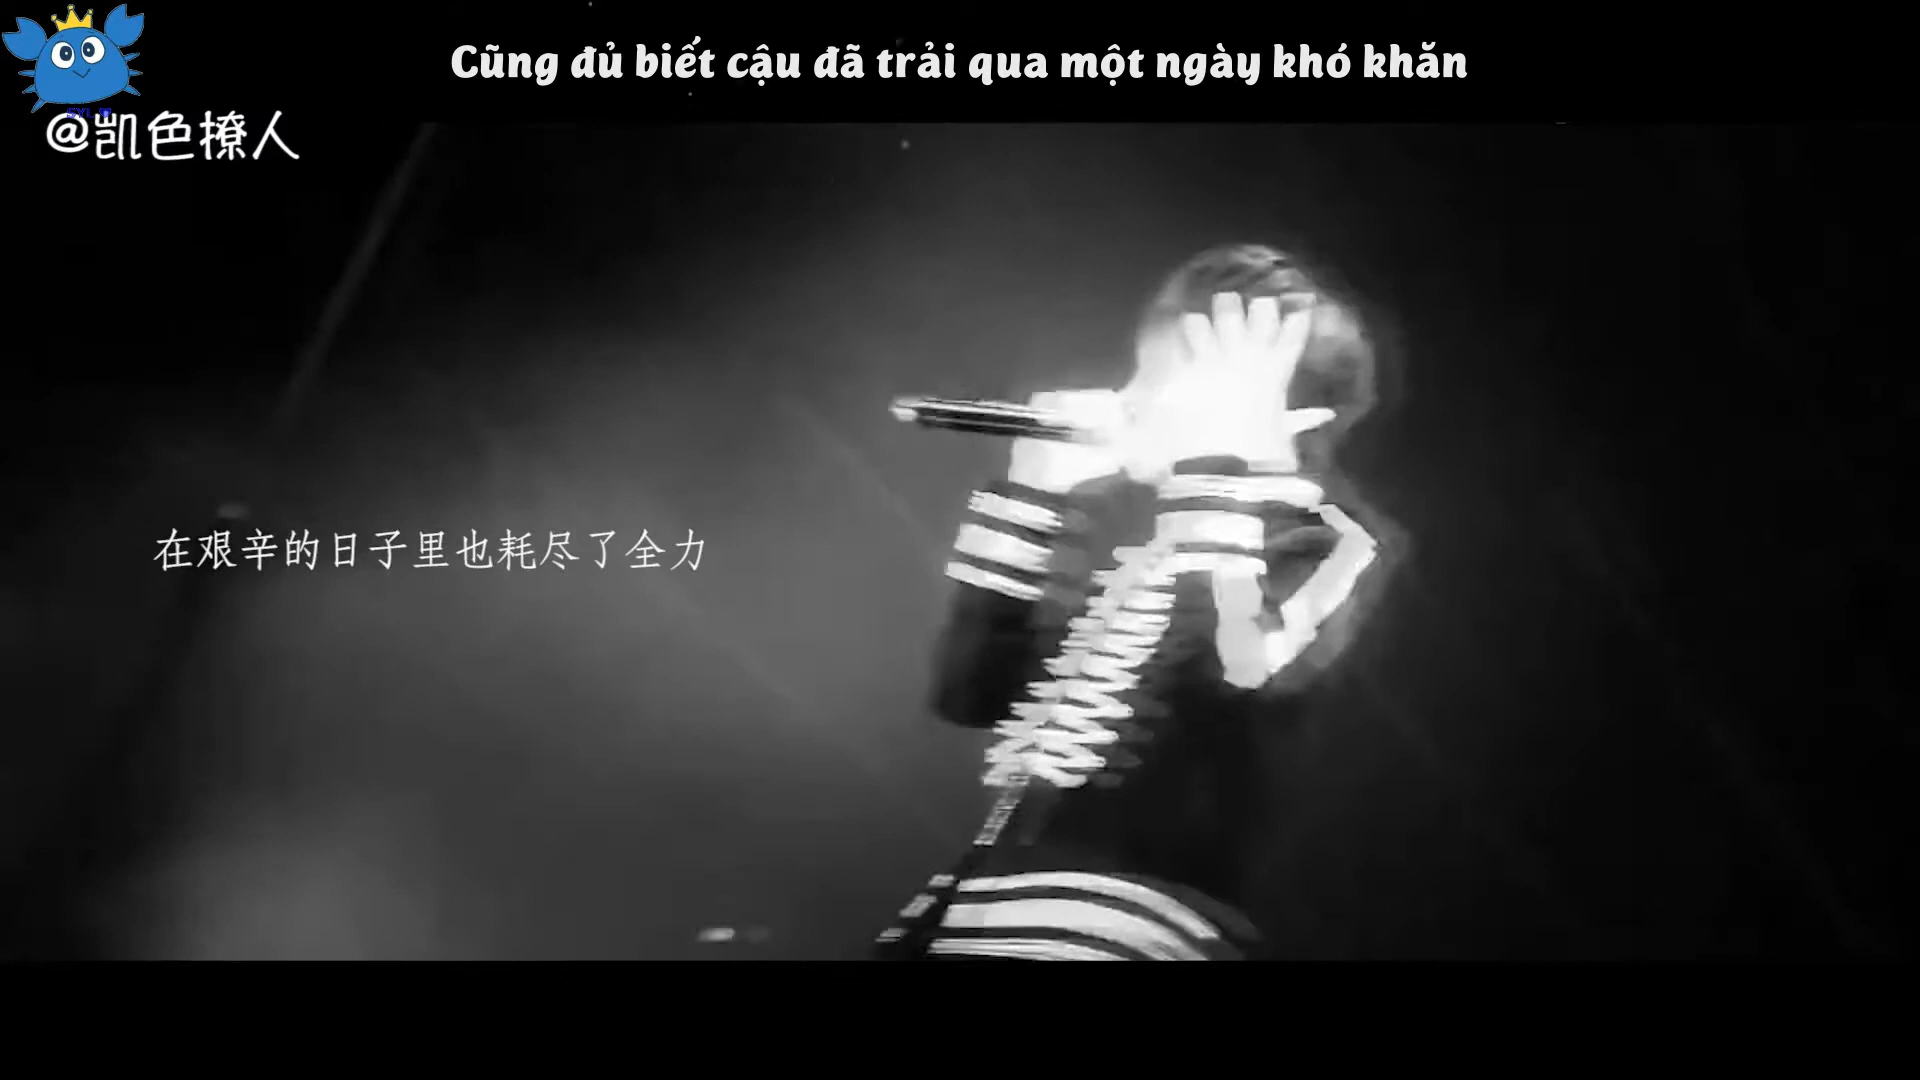 Cũng đủ biết cậu đã trải qua một ngày khó khăn
@凯色撩人
在艰辛的日子里也耗尽了全力